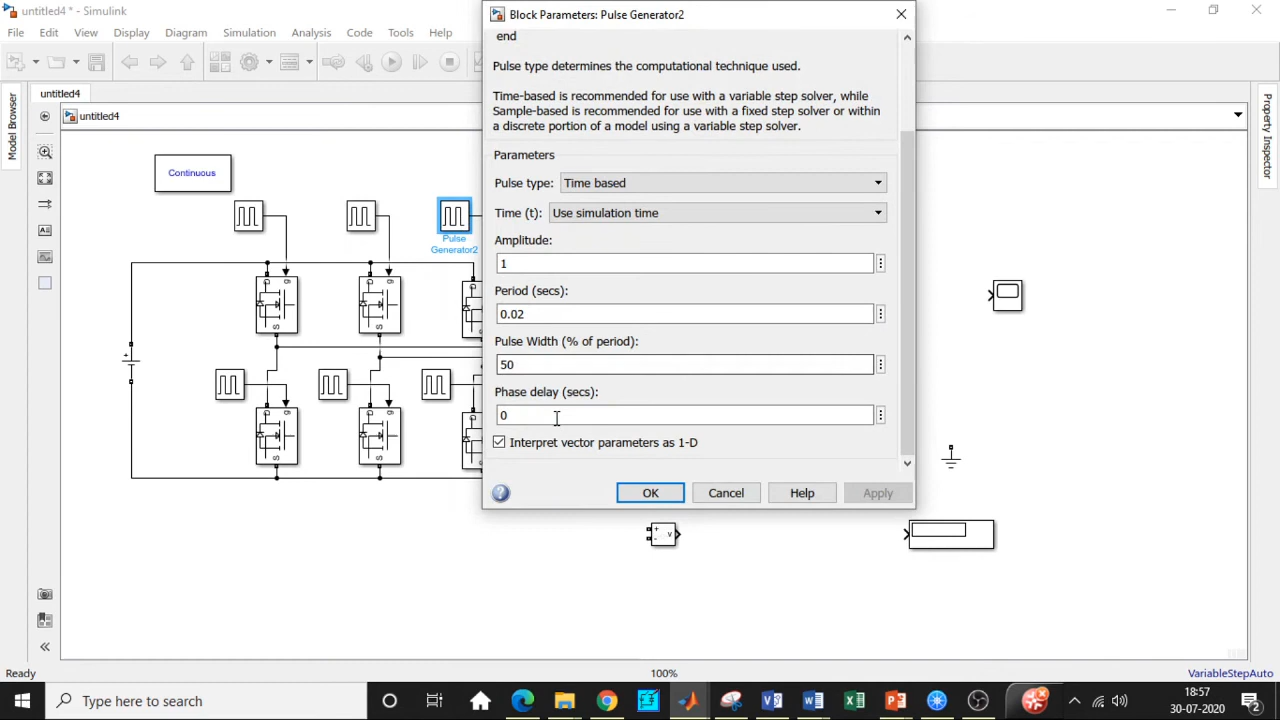 untitled4 * - Simulink
File Edit View Display Diagram Simulation Analysis Code Tools Help
untitled4
untitled4
Model Browser
Property Inspector
Continuous
Pulse
Generator2
g
D
S
g
D
S
g
D
S
g
D
S
+
-
+
-
v
Block Parameters: Pulse Generator2
end
Pulse type determines the computational technique used.
Time-based is recommended for use with a variable step solver, while
Sample-based is recommended for use with a fixed step solver or within
a discrete portion of a model using a variable step solver.
Parameters
Pulse type: Time based
Time (t): Use simulation time
Amplitude:
1
Period (secs):
0.02
Pulse Width (% of period):
50
Phase delay (secs):
0
Interpret vector parameters as 1-D
OK Cancel Help Apply
Ready
100%
VariableStepAuto
Type here to search
18:57
30-07-2020
2